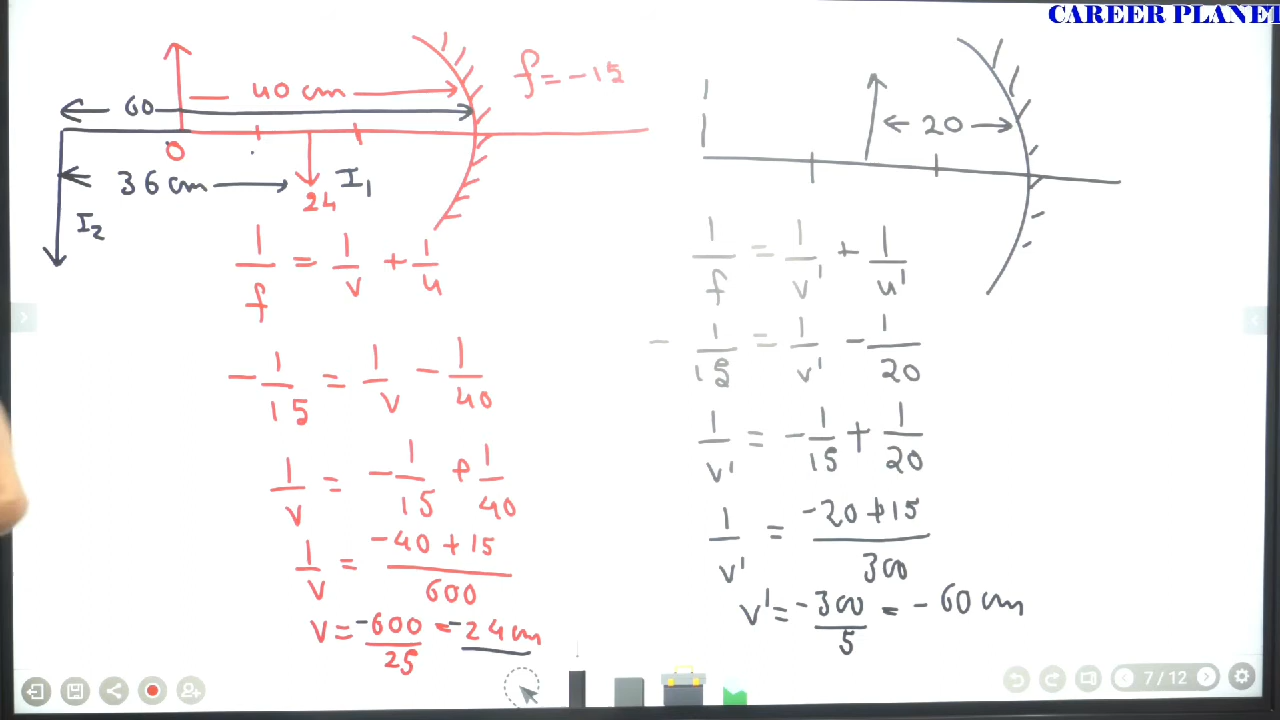 CAREER PLANE
f = -15
40 cm
60
O
36 cm
I₁
24
I₂
1/f = 1/v + 1/u
-1/15 = 1/v - 1/40
1/v = -1/15 + 1/40
1/v = (-40 + 15)/600
v = -600/25 = -24 cm
20
1/f = 1/v' + 1/u'
-1/15 = 1/v' - 1/20
1/v' = -1/15 + 1/20
1/v' = (-20 + 15)/300
v' = -300/5 = -60 cm
7/12